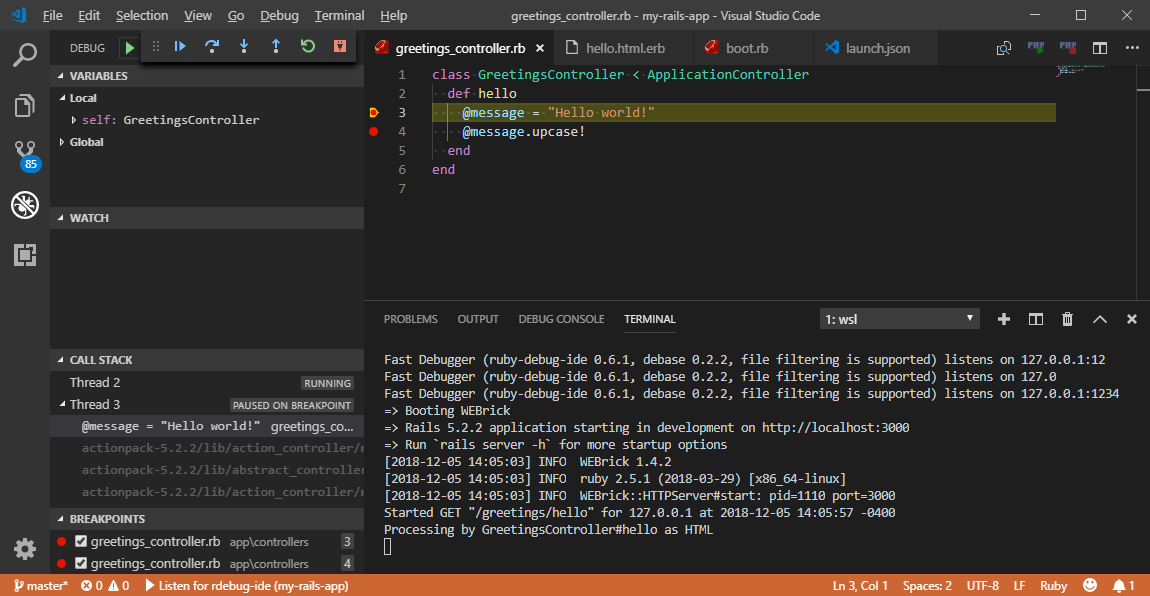 File Edit Selection View Go Debug Terminal Help greetings_controller.rb - my-rails-app - Visual Studio Code
DEBUG
greetings_controller.rb hello.html.erb boot.rb launch.json
VARIABLES
Local
self: GreetingsController
Global
85
WATCH
CALL STACK
Thread 2 RUNNING
Thread 3 PAUSED ON BREAKPOINT
@message = "Hello world!" greetings_co...
actionpack-5.2.2/lib/action_controller/
actionpack-5.2.2/lib/abstract_controller
actionpack-5.2.2/lib/action_controller/
BREAKPOINTS
greetings_controller.rb app\controllers 3
greetings_controller.rb app\controllers 4
1 class GreetingsController < ApplicationController
2 def hello
3 @message = "Hello world!"
4 @message.upcase!
5 end
6 end
7
PROBLEMS OUTPUT DEBUG CONSOLE TERMINAL 1: wsl
Fast Debugger (ruby-debug-ide 0.6.1, debase 0.2.2, file filtering is supported) listens on 127.0.0.1:12
Fast Debugger (ruby-debug-ide 0.6.1, debase 0.2.2, file filtering is supported) listens on 127.0
Fast Debugger (ruby-debug-ide 0.6.1, debase 0.2.2, file filtering is supported) listens on 127.0.0.1:1234
=> Booting WEBrick
=> Rails 5.2.2 application starting in development on http://localhost:3000
=> Run `rails server -h` for more startup options
[2018-12-05 14:05:03] INFO  WEBrick 1.4.2
[2018-12-05 14:05:03] INFO  ruby 2.5.1 (2018-03-29) [x86_64-linux]
[2018-12-05 14:05:03] INFO  WEBrick::HTTPServer#start: pid=1110 port=3000
Started GET "/greetings/hello" for 127.0.0.1 at 2018-12-05 14:05:57 -0400
Processing by GreetingsController#hello as HTML
master* 0 0 Listen for rdebug-ide (my-rails-app) Ln 3, Col 1 Spaces: 2 UTF-8 LF Ruby 1